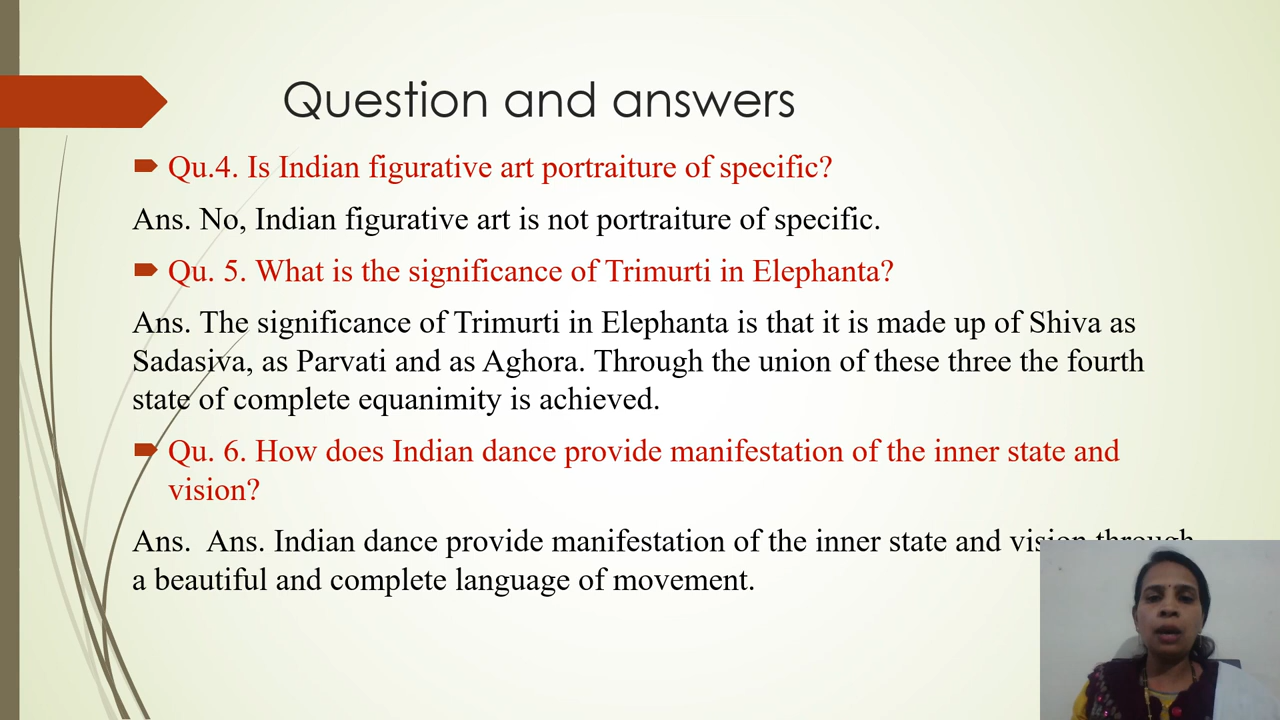 Question and answers
Qu.4. Is Indian figurative art portraiture of specific?
Ans. No, Indian figurative art is not portraiture of specific.
Qu. 5. What is the significance of Trimurti in Elephanta?
Ans. The significance of Trimurti in Elephanta is that it is made up of Shiva as
Sadasiva, as Parvati and as Aghora. Through the union of these three the fourth
state of complete equanimity is achieved.
Qu. 6. How does Indian dance provide manifestation of the inner state and
vision?
Ans. Ans. Indian dance provide manifestation of the inner state and vision through
a beautiful and complete language of movement.